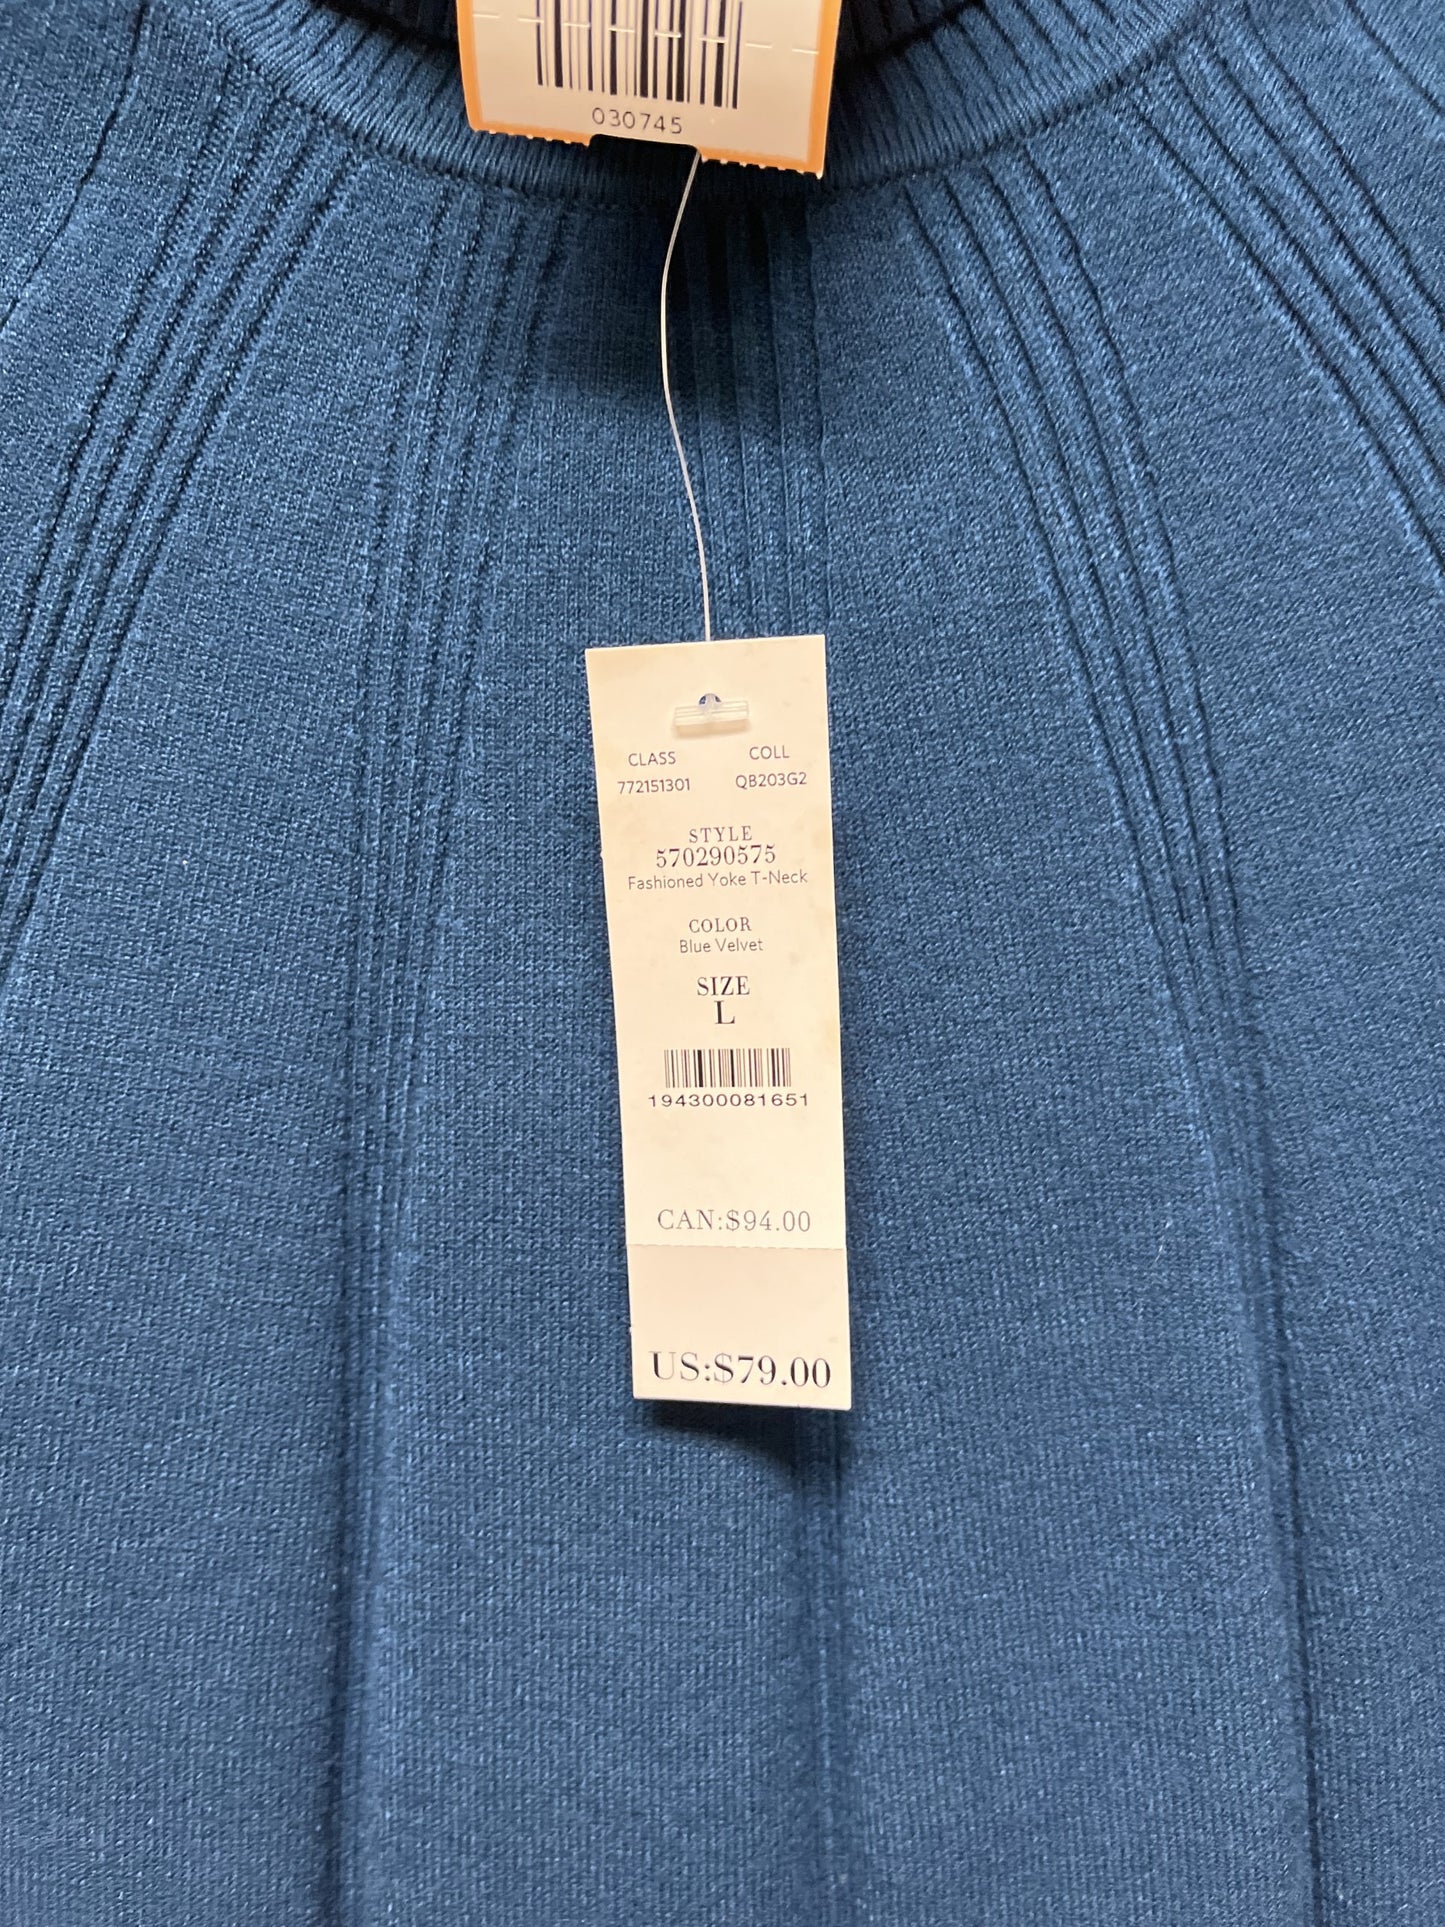 030745
CLASS COLL
772151301 QB203G2
STYLE
570290575
Fashioned Yoke T-Neck
COLOR
Blue Velvet
SIZE
L
194300081651
CAN:$94.00
US:$79.00